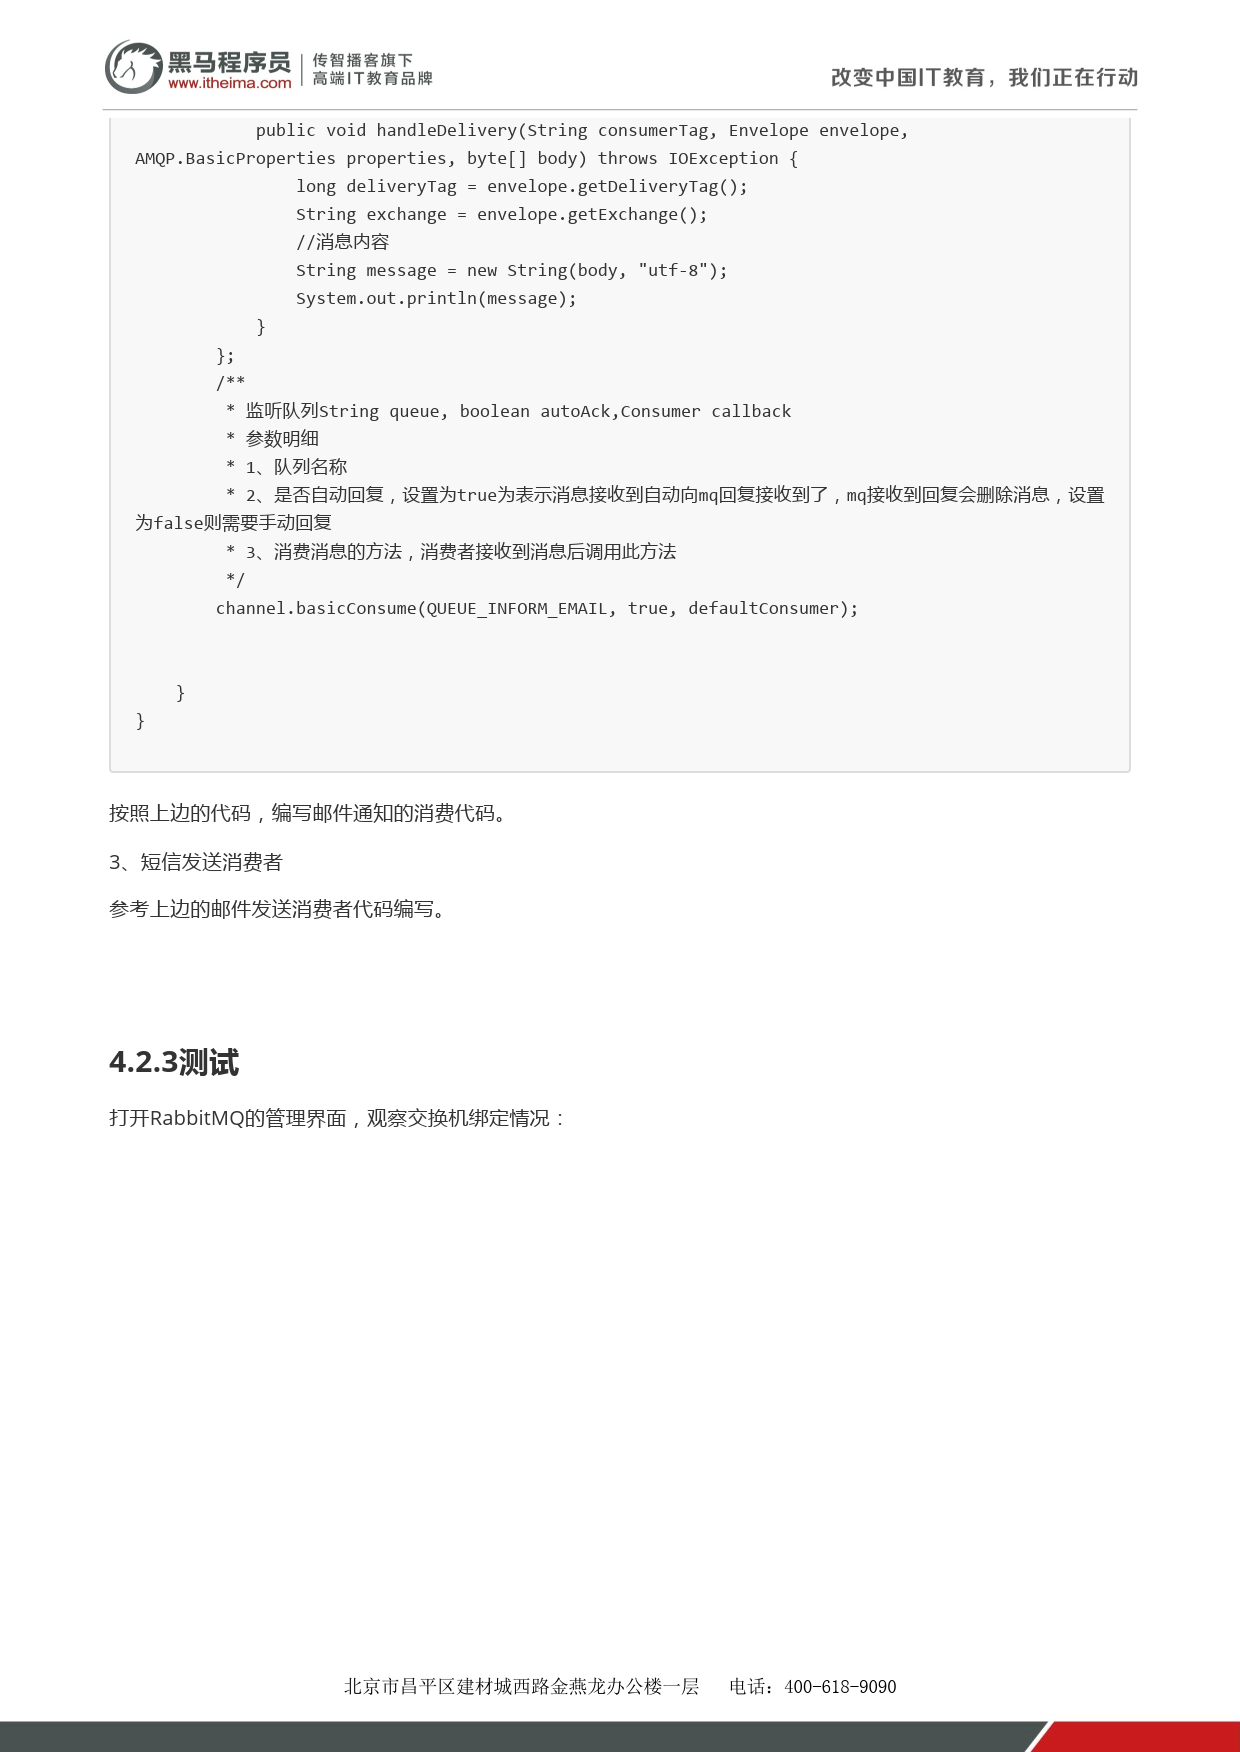 黑马程序员
www.itheima.com
传智播客旗下
高端IT教育品牌
改变中国IT教育，我们正在行动
            public void handleDelivery(String consumerTag, Envelope envelope,
AMQP.BasicProperties properties, byte[] body) throws IOException {
                long deliveryTag = envelope.getDeliveryTag();
                String exchange = envelope.getExchange();
                //消息内容
                String message = new String(body, "utf-8");
                System.out.println(message);
            }
        };
        /**
         * 监听队列String queue, boolean autoAck,Consumer callback
         * 参数明细
         * 1、队列名称
         * 2、是否自动回复，设置为true为表示消息接收到自动向mq回复接收到了，mq接收到回复会删除消息，设置
为false则需要手动回复
         * 3、消费消息的方法，消费者接收到消息后调用此方法
         */
        channel.basicConsume(QUEUE_INFORM_EMAIL, true, defaultConsumer);
    }
}
按照上边的代码，编写邮件通知的消费代码。
3、短信发送消费者
参考上边的邮件发送消费者代码编写。
4.2.3测试
打开RabbitMQ的管理界面，观察交换机绑定情况：
北京市昌平区建材城西路金燕龙办公楼一层 电话：400-618-9090